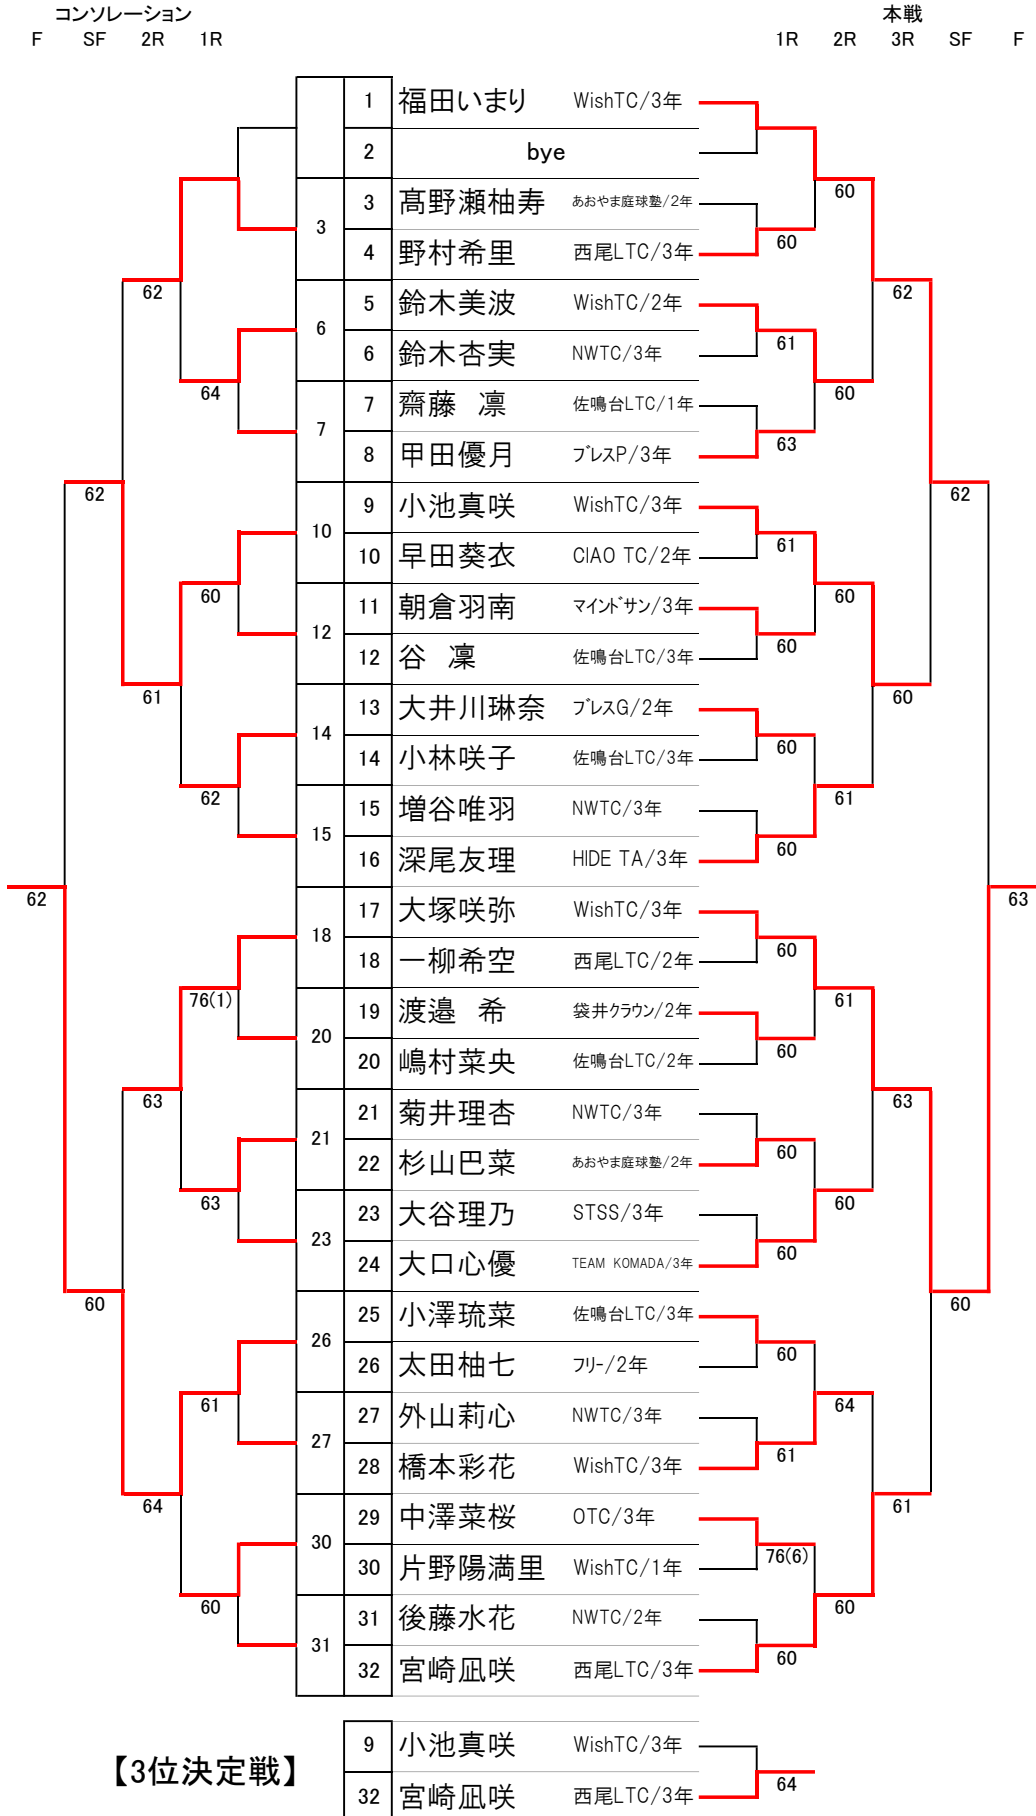 コンソレーション 本戦
F SF 2R 1R 1R 2R 3R SF F
1 福田いまり WishTC/3年
2 bye
60
3 髙野瀬柚寿 あおやま庭球塾/2年
3
60
4 野村希里 西尾LTC/3年
62 62
5 鈴木美波 WishTC/2年
6 61
6 鈴木杏実 NWTC/3年
64 60
7 齋藤 凛 佐鳴台LTC/1年
7 63
8 甲田優月 ブレスP/3年
62 62
9 小池真咲 WishTC/3年
10 61
10 早田葵衣 CIAO TC/2年
60 60
11 朝倉羽南 マインドサン/3年
12 60
12 谷 凜 佐鳴台LTC/3年
61 60
13 大井川琳奈 ブレスG/2年
14 60
14 小林咲子 佐鳴台LTC/3年
62 61
15 増谷唯羽 NWTC/3年
15 60
16 深尾友理 HIDE TA/3年
62 63
17 大塚咲弥 WishTC/3年
18 60
18 一柳希空 西尾LTC/2年
76(1) 61
19 渡邉 希 袋井クラウン/2年
20 60
20 嶋村菜央 佐鳴台LTC/2年
63 63
21 菊井理杏 NWTC/3年
21 60
22 杉山巴菜 あおやま庭球塾/2年
63 60
23 大谷理乃 STSS/3年
23 60
24 大口心優 TEAM KOMADA/3年
60 60
25 小澤琉菜 佐鳴台LTC/3年
26 60
26 太田柚七 フリー/2年
61 64
27 外山莉心 NWTC/3年
27 61
28 橋本彩花 WishTC/3年
64 61
29 中澤菜桜 OTC/3年
30 76(6)
30 片野陽満里 WishTC/1年
60 60
31 後藤水花 NWTC/2年
31 60
32 宮崎凪咲 西尾LTC/3年
9 小池真咲 WishTC/3年
【3位決定戦】 64
32 宮崎凪咲 西尾LTC/3年